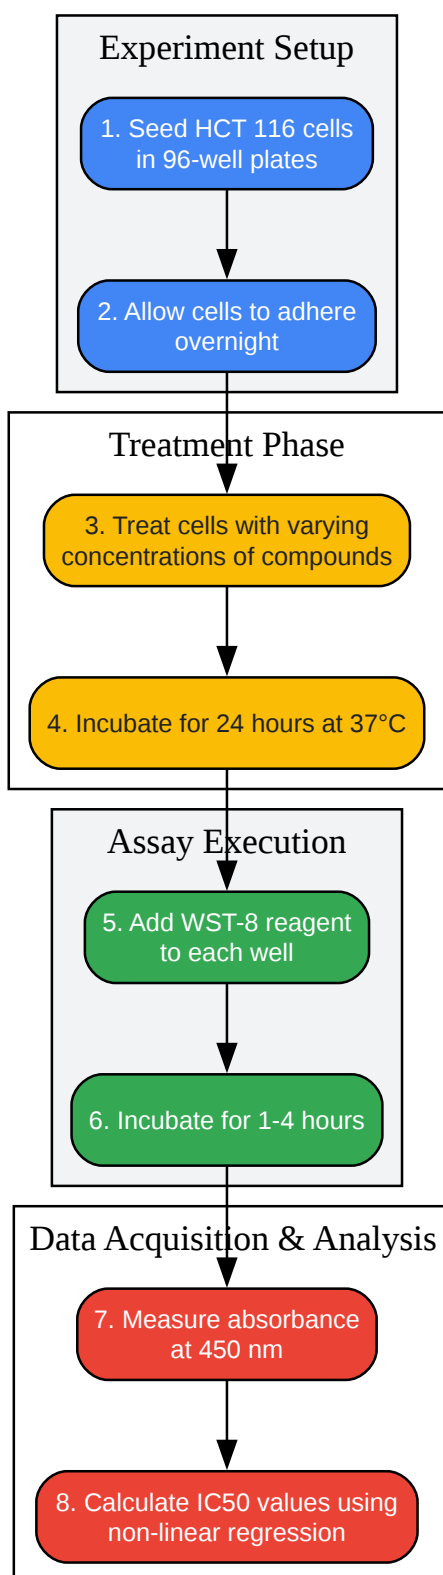 Experiment Setup
1. Seed HCT 116 cells
in 96-well plates
2. Allow cells to adhere
overnight
Treatment Phase
3. Treat cells with varying
concentrations of compounds
4. Incubate for 24 hours at 37°C
Assay Execution
5. Add WST-8 reagent
to each well
6. Incubate for 1-4 hours
Data Acquisition & Analysis
7. Measure absorbance
at 450 nm
8. Calculate IC50 values using
non-linear regression